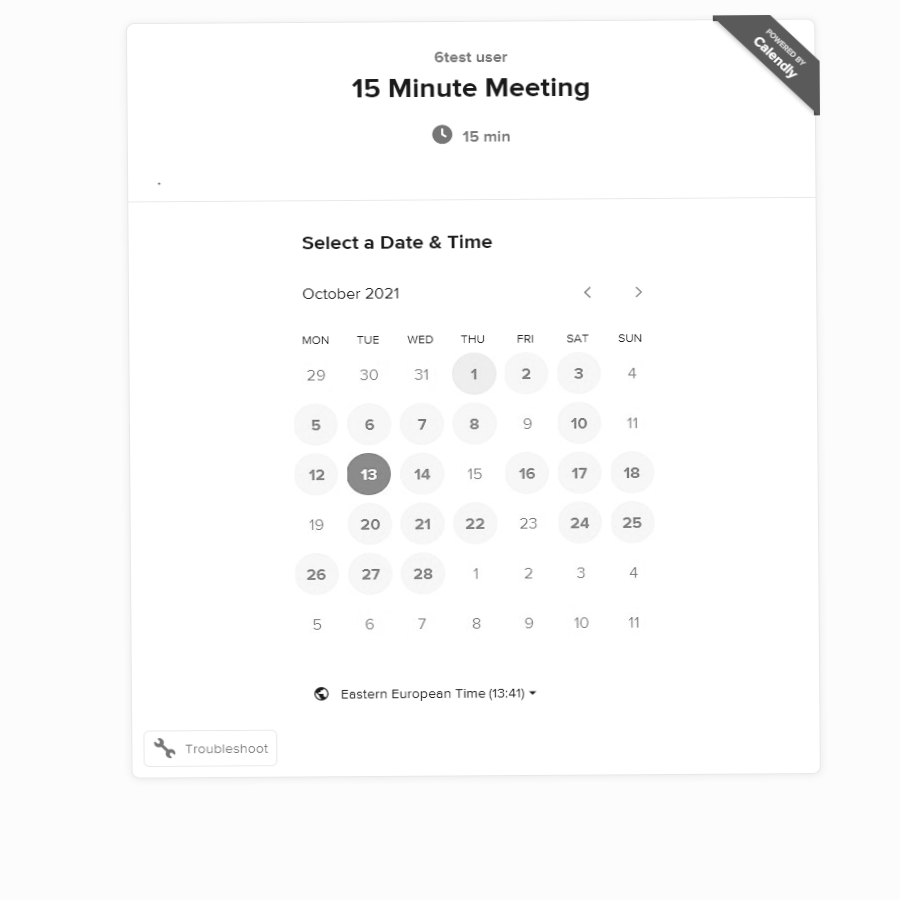 POWERED BY
Calendly
6test user
15 Minute Meeting
15 min
.
Select a Date & Time
October 2021
MON TUE WED THU FRI SAT SUN
29 30 31 1 2 3 4
5 6 7 8 9 10 11
12 13 14 15 16 17 18
19 20 21 22 23 24 25
26 27 28 1 2 3 4
5 6 7 8 9 10 11
Eastern European Time (13:41)
Troubleshoot